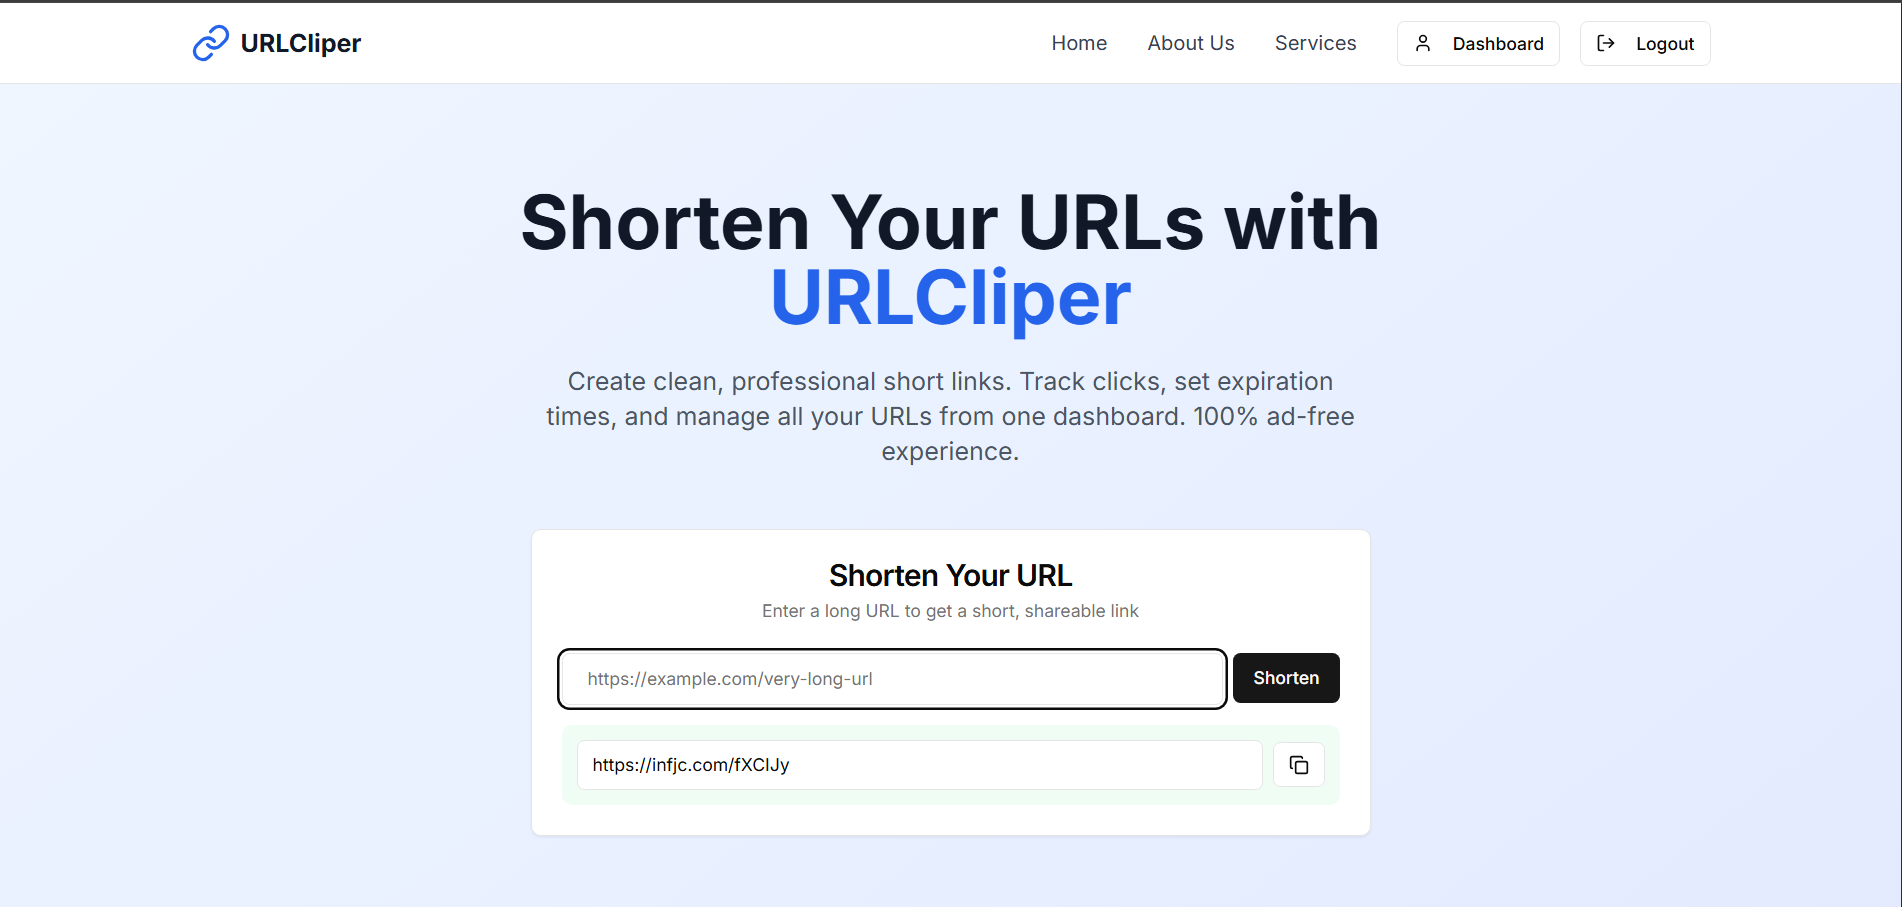 URLCliper
Home
About Us
Services
Dashboard
Logout
Shorten Your URLs with
URLCliper
Create clean, professional short links. Track clicks, set expiration
times, and manage all your URLs from one dashboard. 100% ad-free
experience.
Shorten Your URL
Enter a long URL to get a short, shareable link
https://example.com/very-long-url
Shorten
https://infjc.com/fXClJy